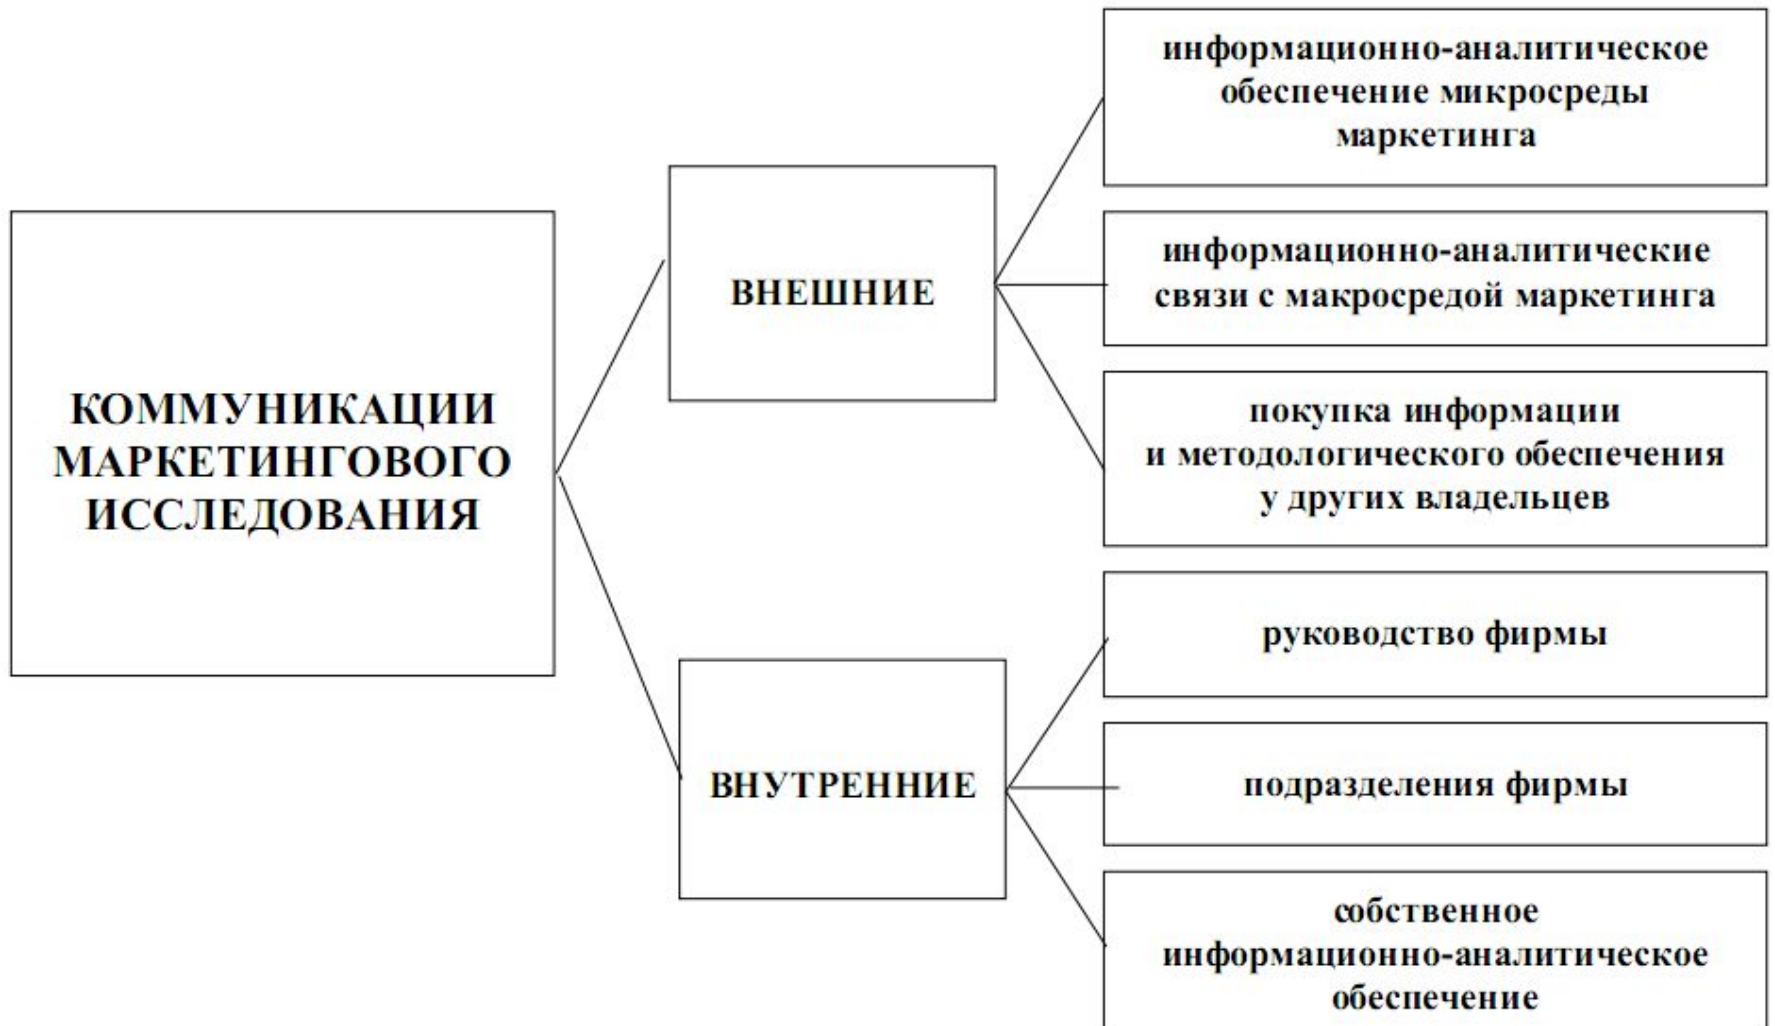 КОММУНИКАЦИИ
МАРКЕТИНГОВОГО
ИССЛЕДОВАНИЯ
ВНЕШНИЕ
информационно-аналитическое
обеспечение микросреды
маркетинга
информационно-аналитические
связи с макросредой маркетинга
покупка информации
и методологического обеспечения
у других владельцев
ВНУТРЕННИЕ
руководство фирмы
подразделения фирмы
собственное
информационно-аналитическое
обеспечение